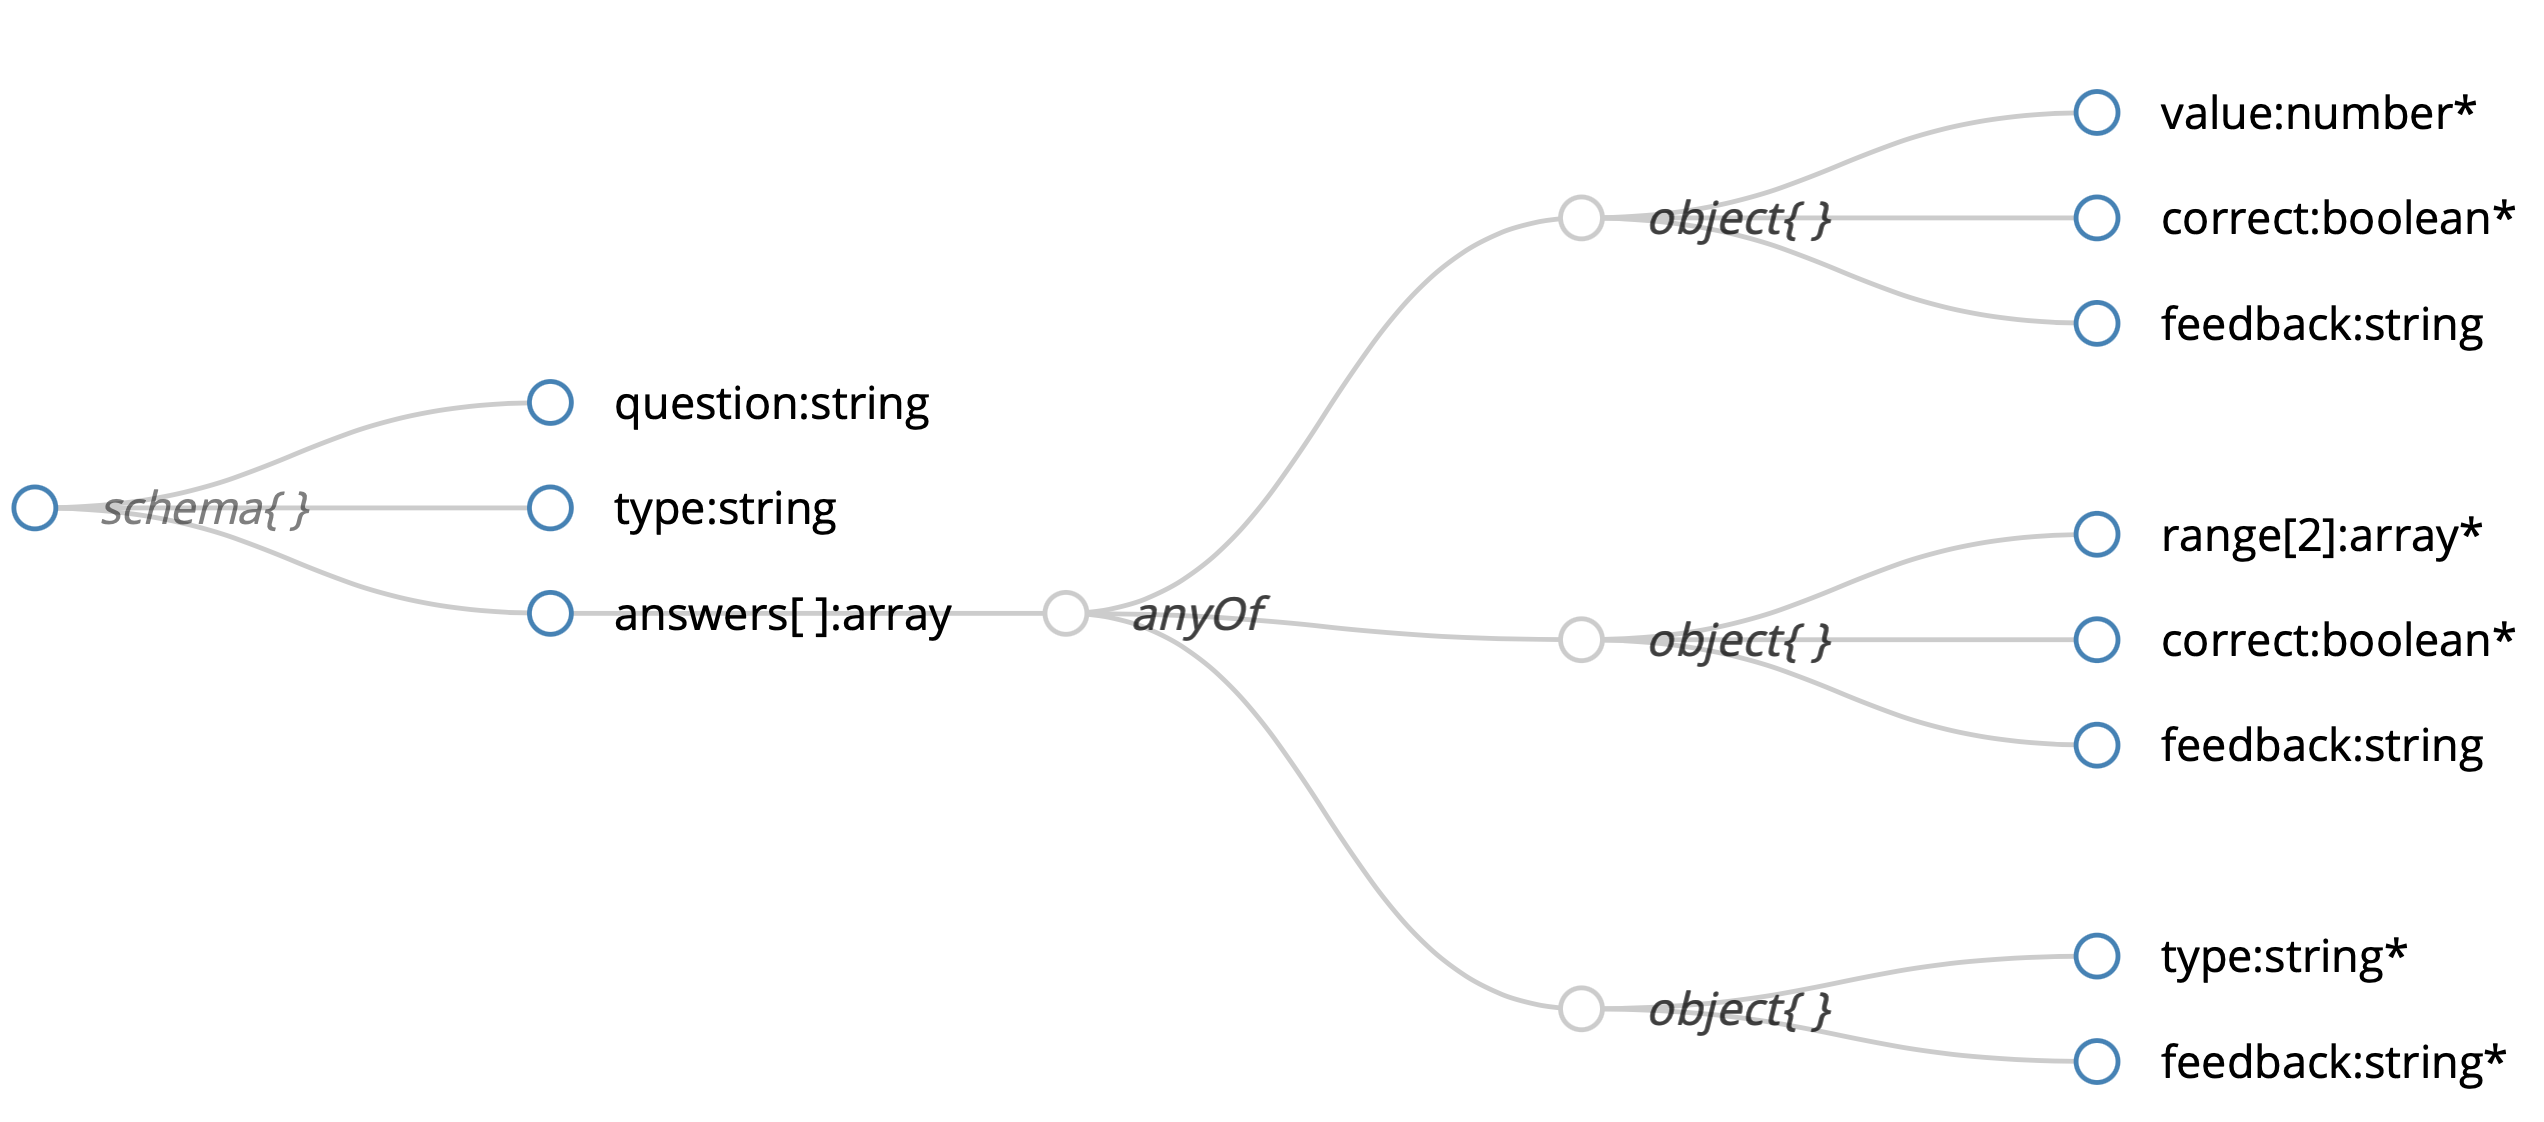 schema{ }
question:string
type:string
answers[ ]:array
anyOf
object{ }
value:number*
correct:boolean*
feedback:string
object{ }
range[2]:array*
correct:boolean*
feedback:string
object{ }
type:string*
feedback:string*